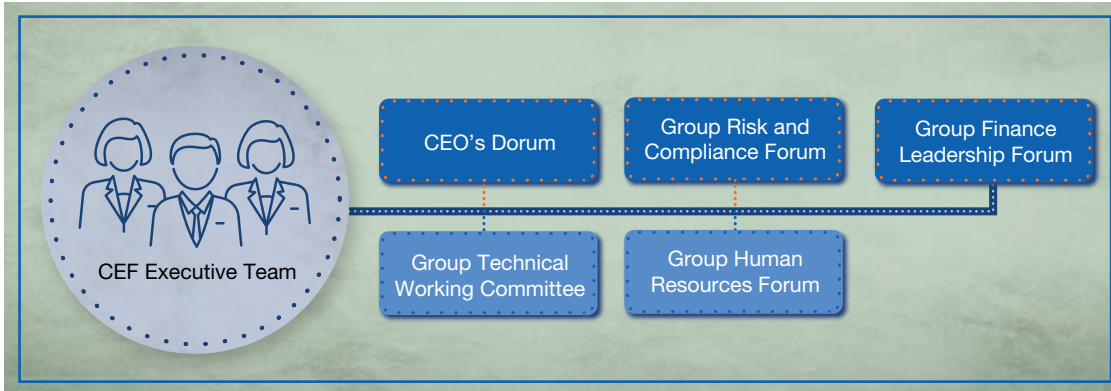 CEO's Dorum
Group Risk and
Compliance Forum
Group Finance
Leadership Forum
CEF Executive Team
Group Technical
Working Committee
Group Human
Resources Forum